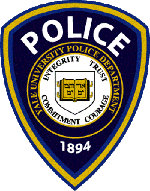 POLICE
YALE UNIVERSITY POLICE DEPARTMENT
INTEGRITY TRUST
COMMITMENT COURAGE
1894